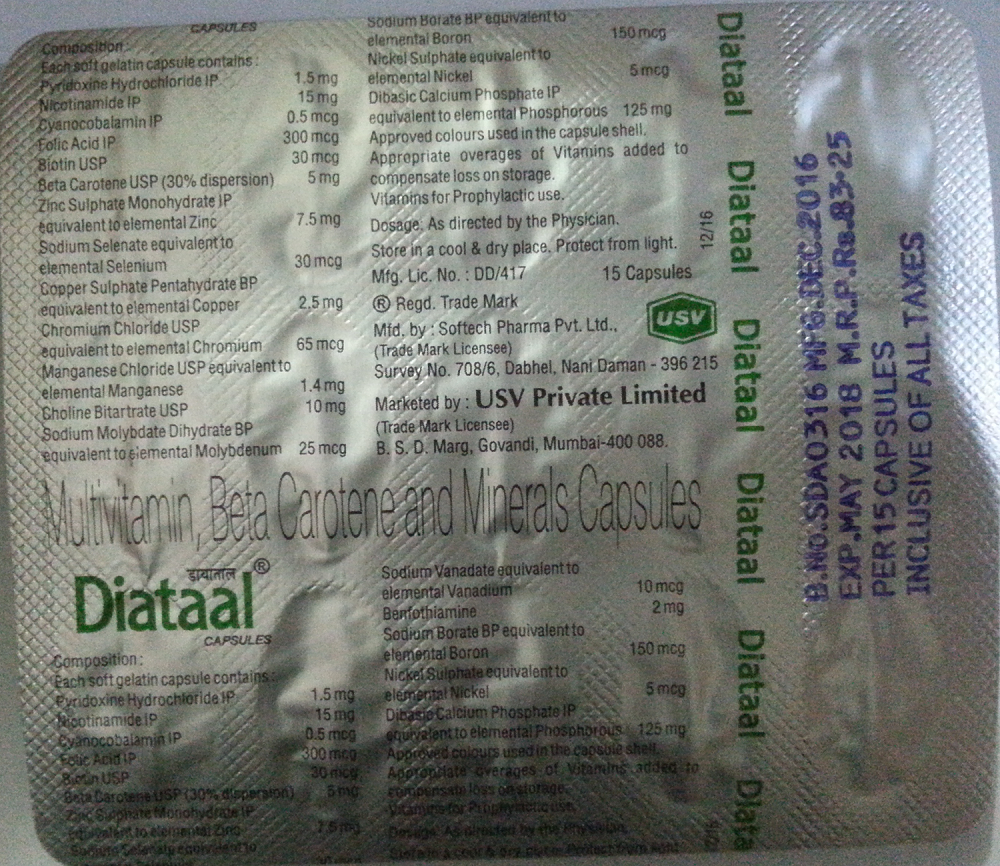 CAPSULES
Composition:
Each soft gelatin capsule contains :
Pyridoxine Hydrochloride IP 1.5 mg
Nicotinamide IP 15 mg
Cyanocobalamin IP 0.5 mcg
Folic Acid IP 300 mcg
Biotin USP 30 mcg
Beta Carotene USP (30% dispersion) 5 mg
Zinc Sulphate Monohydrate IP
equivalent to elemental Zinc 7.5 mg
Sodium Selenate equivalent to
elemental Selenium 30 mcg
Copper Sulphate Pentahydrate BP
equivalent to elemental Copper 2.5 mg
Chromium Chloride USP
equivalent to elemental Chromium 65 mcg
Manganese Chloride USP equivalent to
elemental Manganese 1.4 mg
Choline Bitartrate USP 10 mg
Sodium Molybdate Dihydrate BP
equivalent to elemental Molybdenum 25 mcg
Sodium Borate BP equivalent to
elemental Boron 150 mcg
Nickel Sulphate equivalent to
elemental Nickel 5 mcg
Dibasic Calcium Phosphate IP
equivalent to elemental Phosphorous 125 mg
Approved colours used in the capsule shell.
Appropriate overages of Vitamins added to
compensate loss on storage.
Vitamins for Prophylactic use.
Dosage: As directed by the Physician.
Store in a cool & dry place. Protect from light.
Mfg. Lic. No. : DD/417 15 Capsules
® Regd. Trade Mark
USV
Mfd. by : Softech Pharma Pvt. Ltd.,
(Trade Mark Licensee)
Survey No. 708/6, Dabhel, Nani Daman - 396 215
Marketed by : USV Private Limited
(Trade Mark Licensee)
B. S. D. Marg, Govandi, Mumbai-400 088.
12/16
Multivitamin, Beta Carotene and Minerals Capsules
डायाताल ®
Diataal
CAPSULES
Composition :
Each soft gelatin capsule contains :
Pyridoxine Hydrochloride IP 1.5 mg
Nicotinamide IP 15 mg
Cyanocobalamin IP 0.5 mcg
Folic Acid IP 300 mcg
Biotin USP 30 mcg
Beta Carotene USP (30% dispersion) 5 mg
Zinc Sulphate Monohydrate IP
equivalent to elemental Zinc 7.5 mg
Sodium Selenate equivalent to
Sodium Vanadate equivalent to
elemental Vanadium 10 mcg
Benfothiamine 2 mg
Sodium Borate BP equivalent to
elemental Boron 150 mcg
Nickel Sulphate equivalent to
elemental Nickel 5 mcg
Dibasic Calcium Phosphate IP
equivalent to elemental Phosphorous 125 mg
Approved colours used in the capsule shell.
Appropriate overages of Vitamins added to
compensate loss on storage.
Vitamins for Prophylactic use.
Dosage: As directed by the Physician.
Store in a cool & dry place. Protect from light.
Diataal Diataal Diataal Diataal Diataal Diata
B.NO.SDA0316 MFG.DEC.2016
EXP.MAY 2018 M.R.P.Rs.83-25
PER 15 CAPSULES
INCLUSIVE OF ALL TAXES